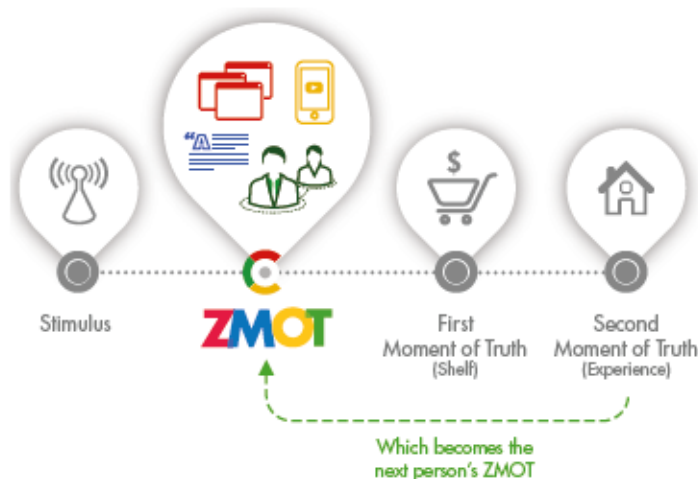 “A
$
Stimulus
ZMOT
First
Moment of Truth
(Shelf)
Second
Moment of Truth
(Experience)
Which becomes the
next person's ZMOT